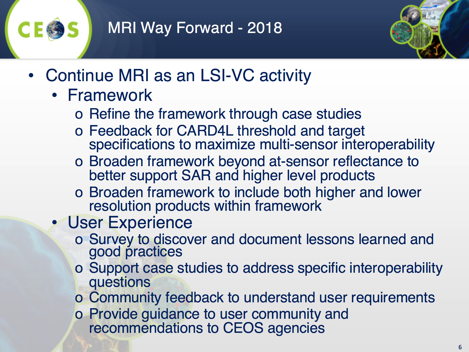 CEOS
MRI Way Forward - 2018
• Continue MRI as an LSI-VC activity
• Framework
o Refine the framework through case studies
o Feedback for CARD4L threshold and target
specifications to maximize multi-sensor interoperability
o Broaden framework beyond at-sensor reflectance to
better support SAR and higher level products
o Broaden framework to include both higher and lower
resolution products within framework
• User Experience
o Survey to discover and document lessons learned and
good practices
o Support case studies to address specific interoperability
questions
o Community feedback to understand user requirements
o Provide guidance to user community and
recommendations to CEOS agencies
6